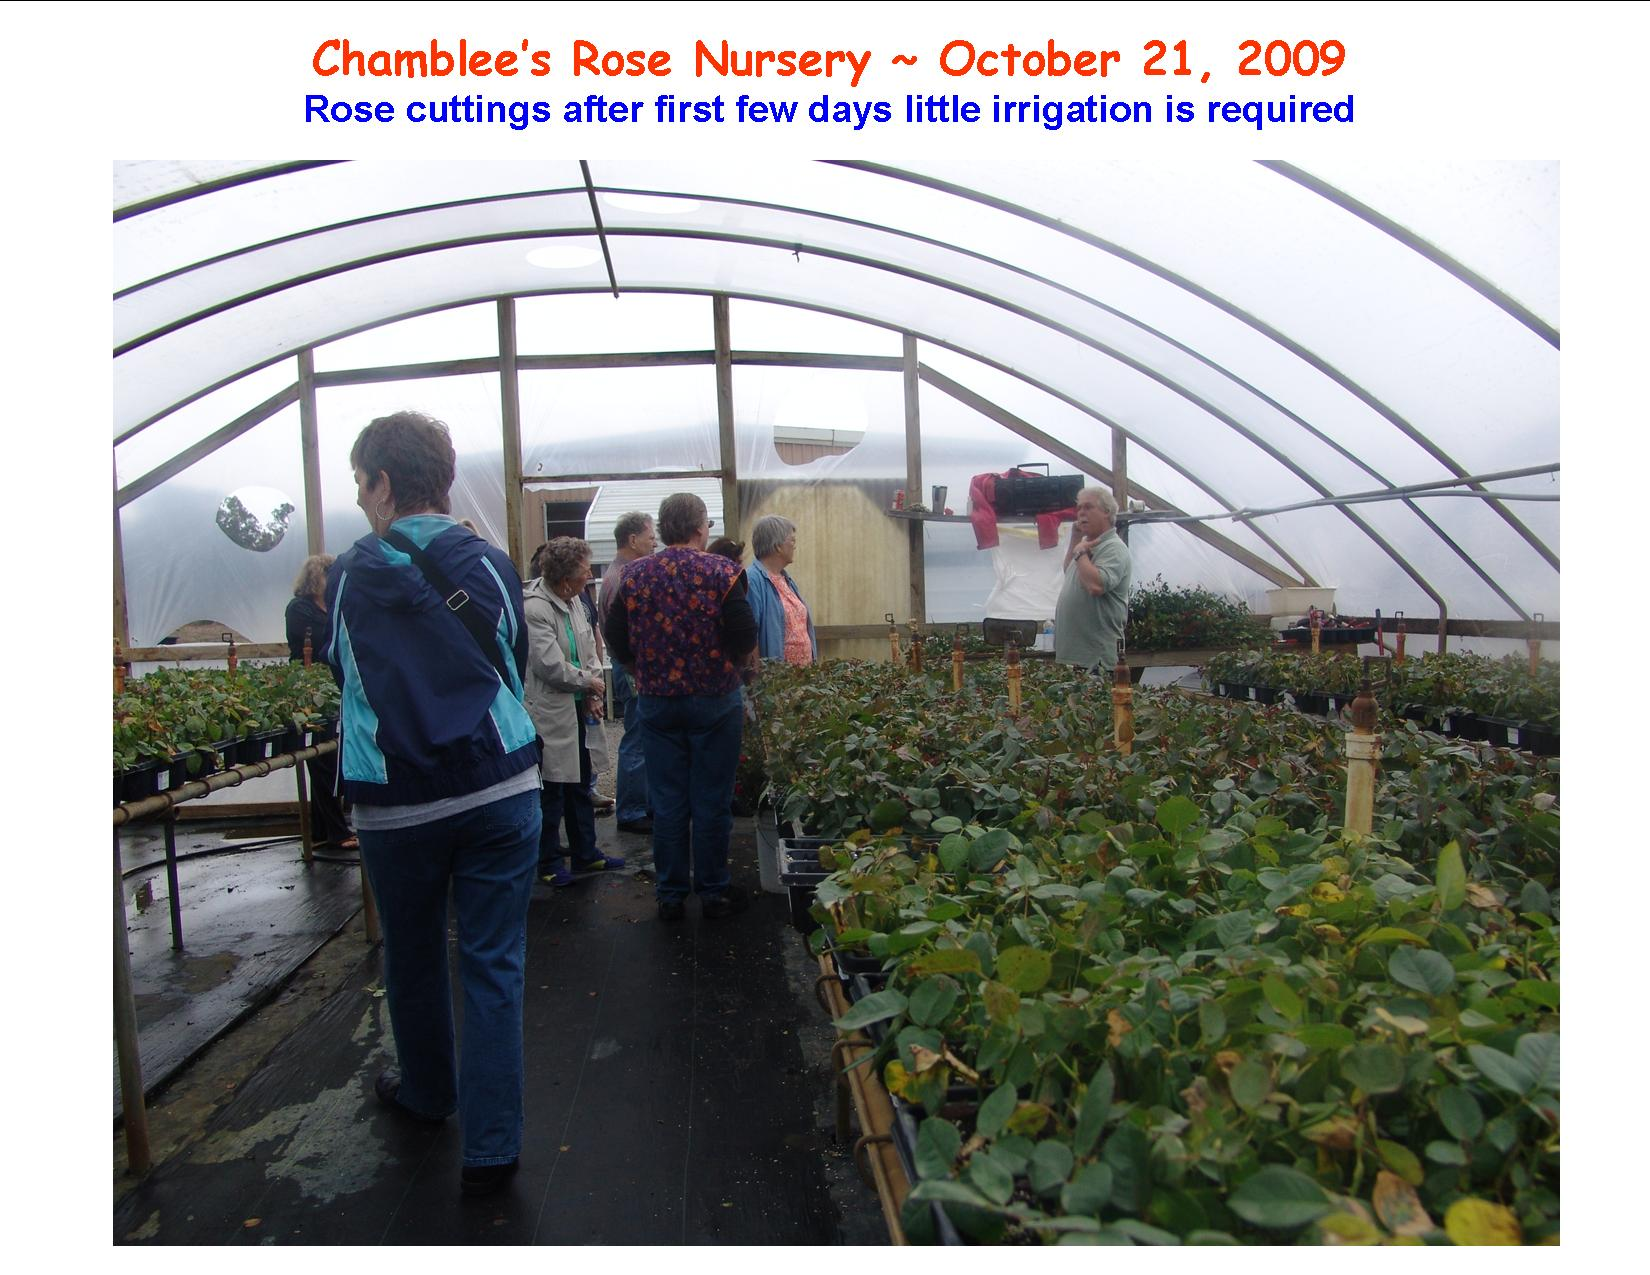 Chamblee's Rose Nursery ~ October 21, 2009
Rose cuttings after first few days little irrigation is required